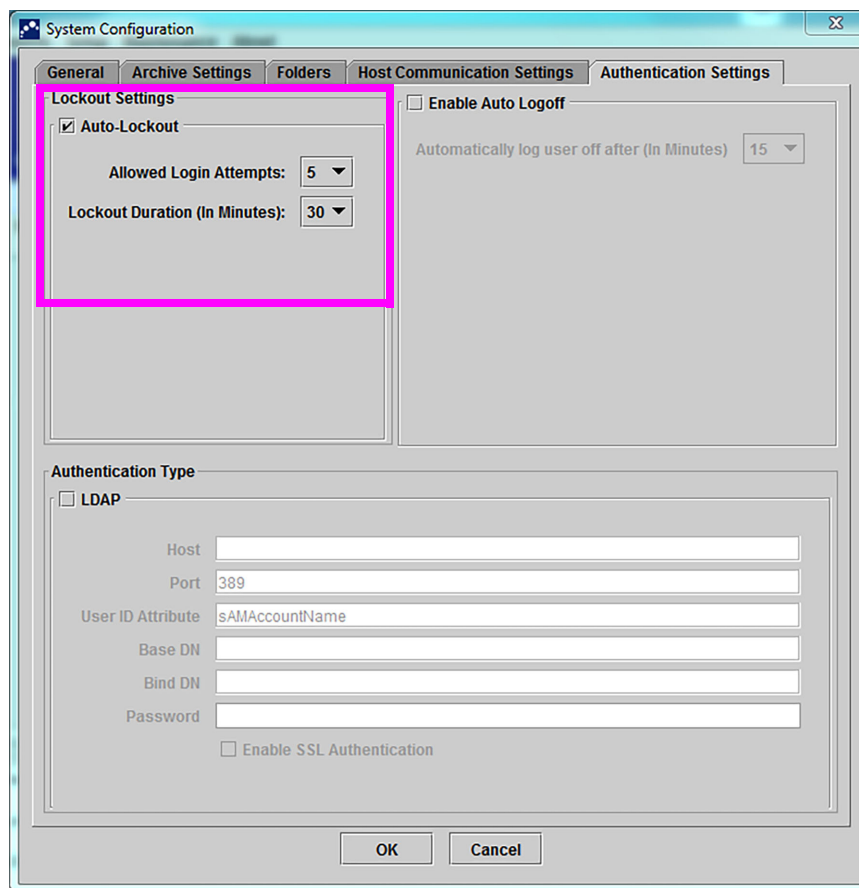 System Configuration
General Archive Settings Folders Host Communication Settings Authentication Settings
Lockout Settings
Auto-Lockout
Allowed Login Attempts: 5
Lockout Duration (In Minutes): 30
Enable Auto Logoff
Automatically log user off after (In Minutes) 15
Authentication Type
LDAP
Host
Port 389
User ID Attribute sAMAccountName
Base DN
Bind DN
Password
Enable SSL Authentication
OK Cancel